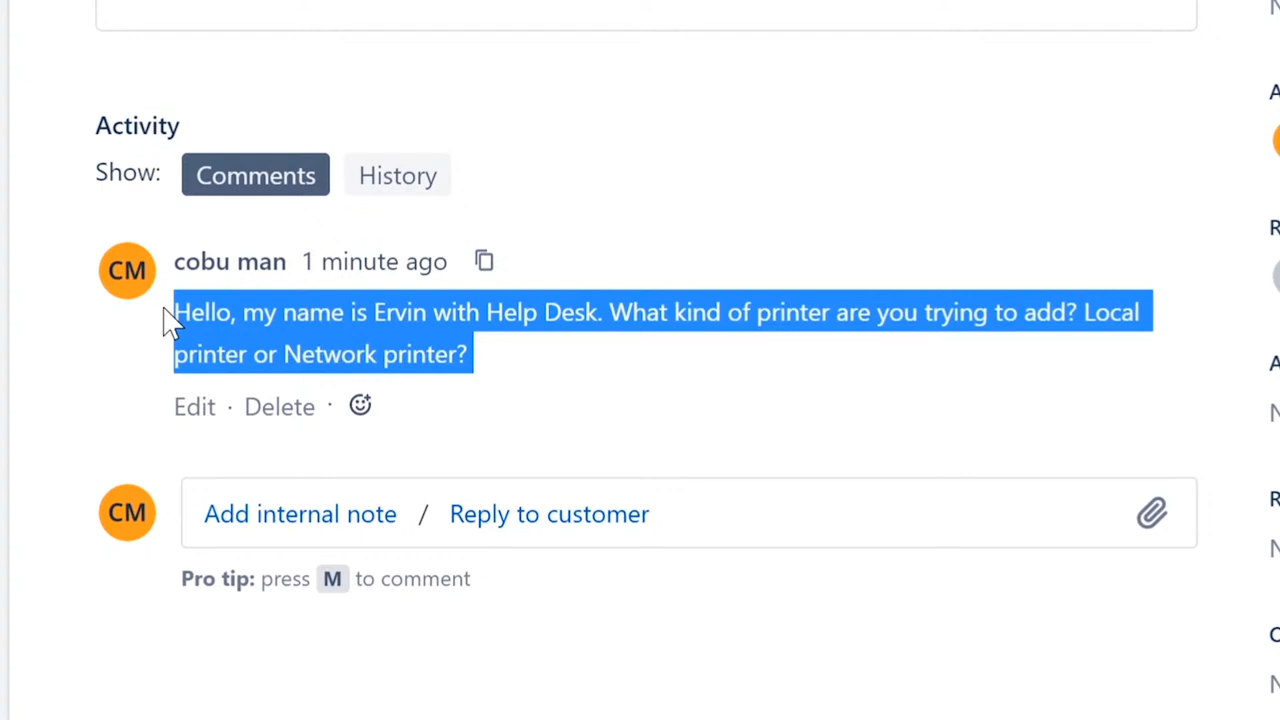 Activity
Show: Comments History
CM cobu man 1 minute ago
Hello, my name is Ervin with Help Desk. What kind of printer are you trying to add? Local
printer or Network printer?
Edit · Delete ·
CM Add internal note / Reply to customer
Pro tip: press M to comment